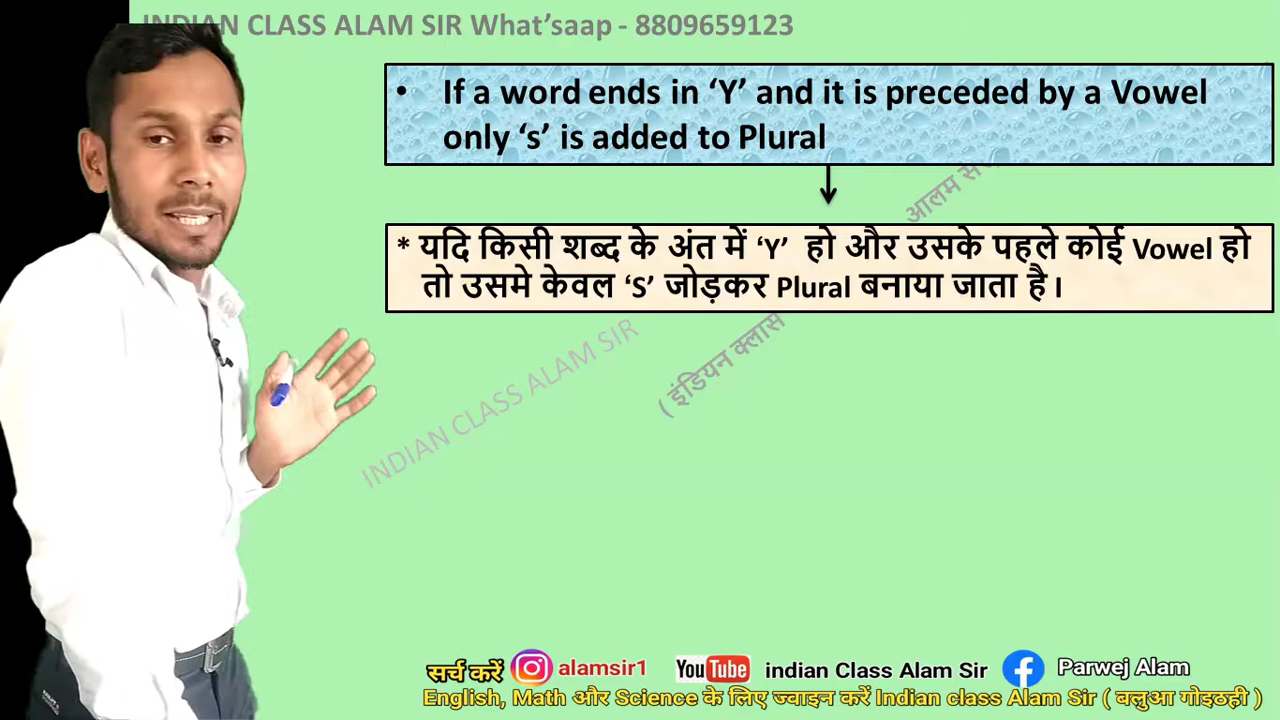 INDIAN CLASS ALAM SIR What’saap - 8809659123
• If a word ends in ‘Y’ and it is preceded by a Vowel
only ‘s’ is added to Plural
आलम स
* यदि किसी शब्द के अंत में ‘Y’ हो और उसके पहले कोई Vowel हो
तो उसमे केवल ‘S’ जोड़कर Plural बनाया जाता है ।
INDIAN CLASS ALAM SIR
( इंडियन क्लास
सर्च करें alamsir1 YouTube indian Class Alam Sir Parwej Alam
English, Math और Science के लिए ज्वाइन करें Indian class Alam Sir ( बलुआ गोइठही )